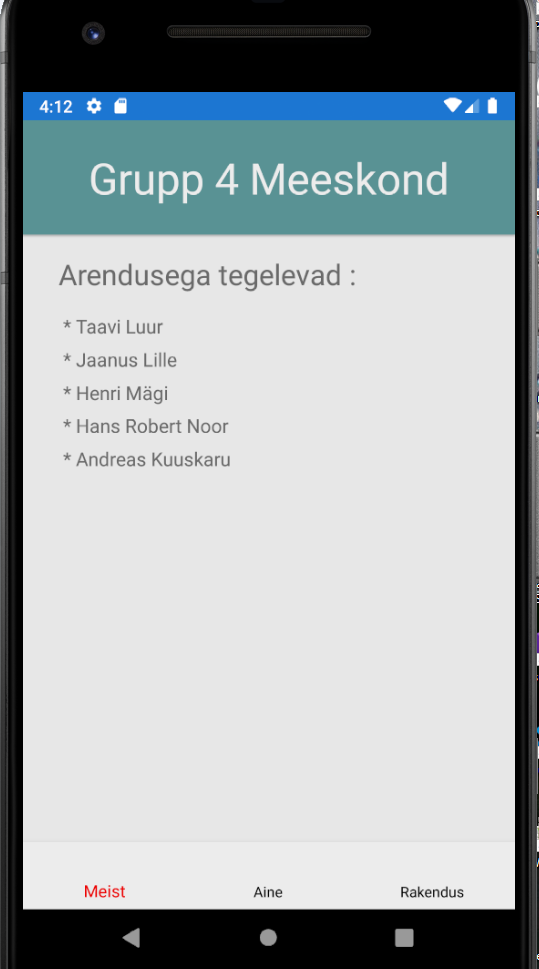 4:12
Grupp 4 Meeskond
Arendusega tegelevad :
* Taavi Luur
* Jaanus Lille
* Henri Mägi
* Hans Robert Noor
* Andreas Kuuskaru
Meist Aine Rakendus